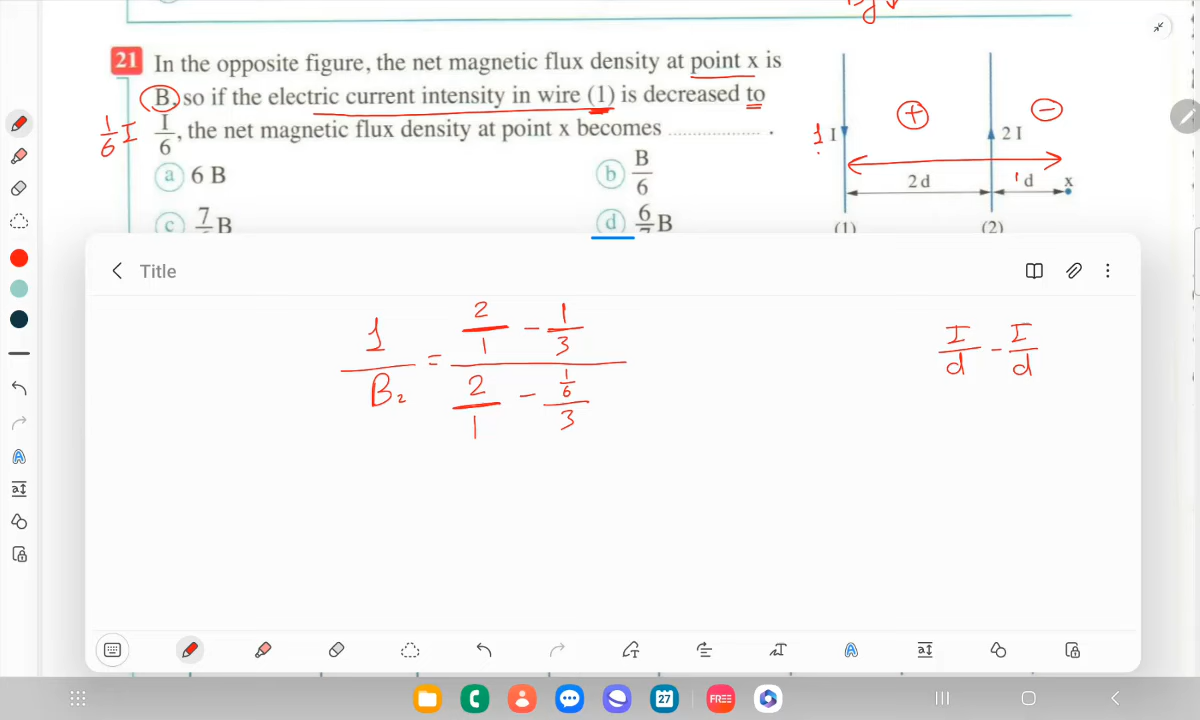 21 In the opposite figure, the net magnetic flux density at point x is
B, so if the electric current intensity in wire (1) is decreased to
1/6 I
I/6, the net magnetic flux density at point x becomes .................. .
a 6 B
b B/6
c 7/
B
d 6/
B
+
−
1 I
2 I
2 d
1 d
x
(1)
(2)
Title
1/B₂ = (2/1 − 1/3)/(2/1 − (1/6)/3)
I/d − I/d
27
FREE